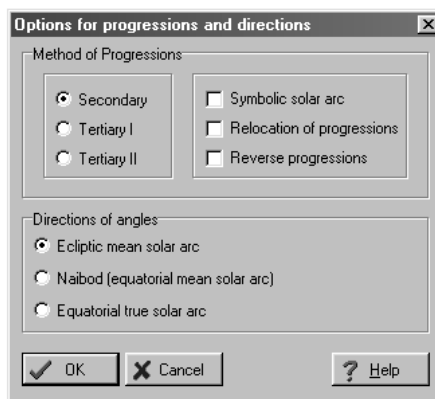 Options for progressions and directions
Method of Progressions
Secondary
Tertiary I
Tertiary II
Symbolic solar arc
Relocation of progressions
Reverse progressions
Directions of angles
Ecliptic mean solar arc
Naibod (equatorial mean solar arc)
Equatorial true solar arc
OK
Cancel
? Help